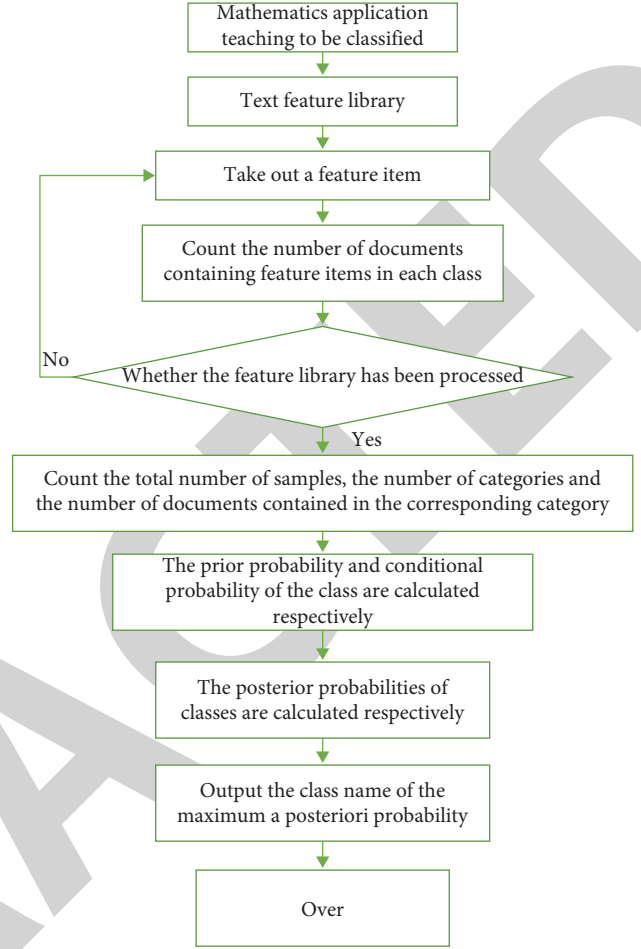 Mathematics application
teaching to be classified
Text feature library
Take out a feature item
Count the number of documents
containing feature items in each class
No
Whether the feature library has been processed
Yes
Count the total number of samples, the number of categories and
the number of documents contained in the corresponding category
The prior probability and conditional
probability of the class are calculated
respectively
The posterior probabilities of
classes are calculated respectively
Output the class name of the
maximum a posteriori probability
Over